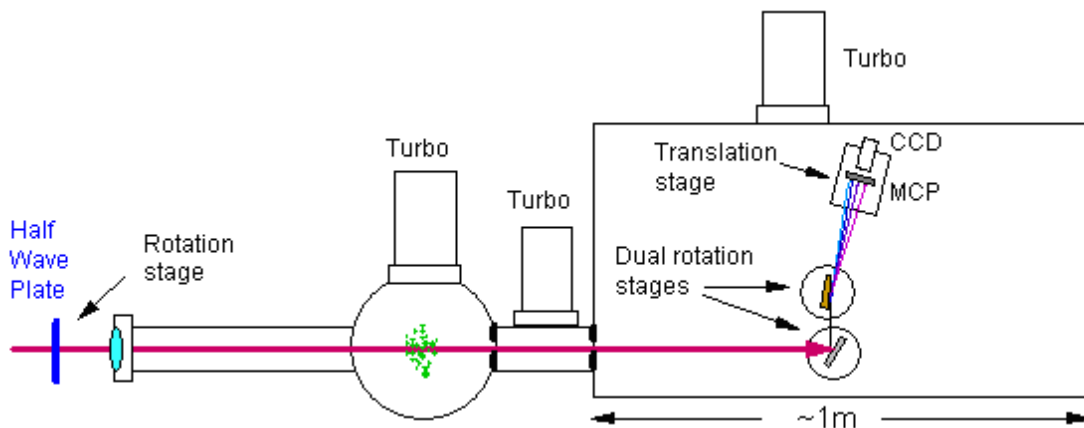 Turbo
CCD
Translation
stage
MCP
Turbo
Turbo
Half
Wave
Plate
Rotation
stage
Dual rotation
stages
~1m